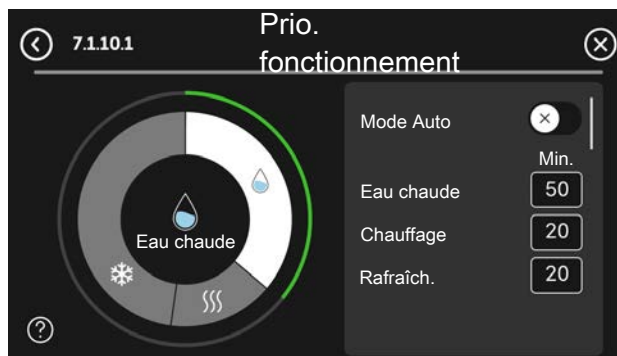 7.1.10.1
Prio.
fonctionnement
Mode Auto
Min.
Eau chaude 50
Chauffage 20
Rafraîch. 20
Eau chaude
?